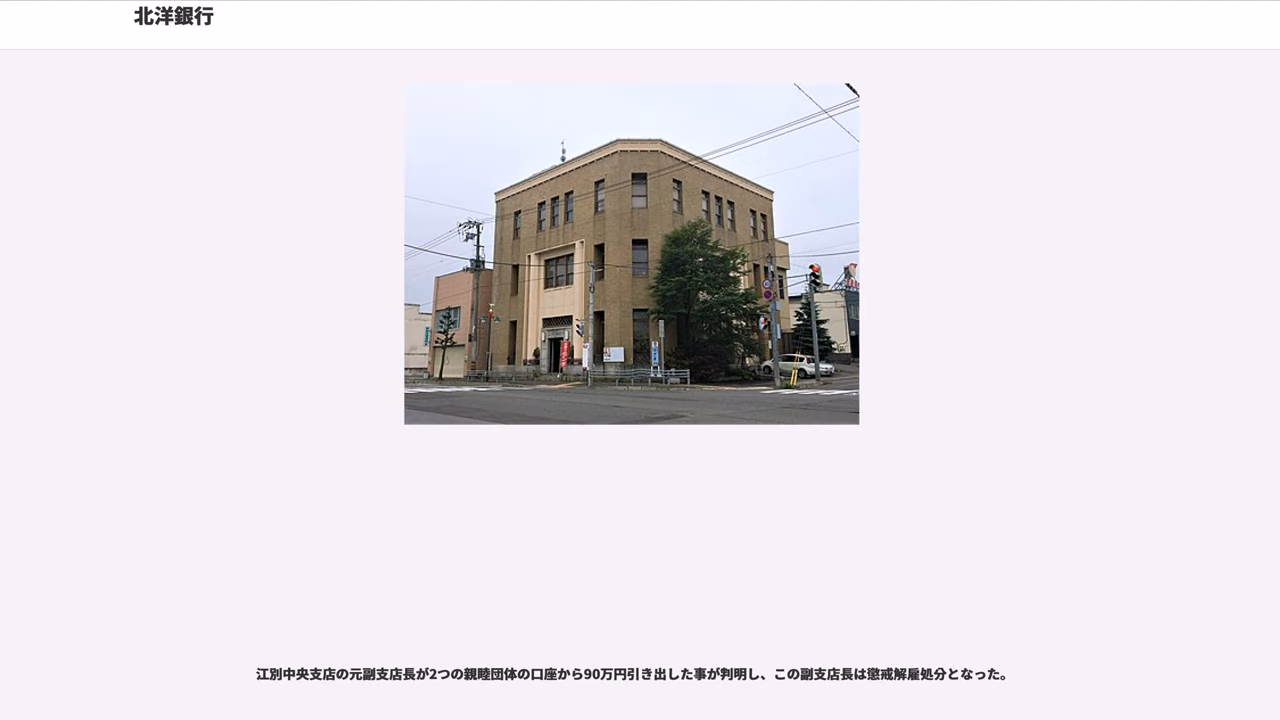 北洋銀行
江別中央支店の元副支店長が2つの親睦団体の口座から90万円引き出した事が判明し、この副支店長は懲戒解雇処分となった。